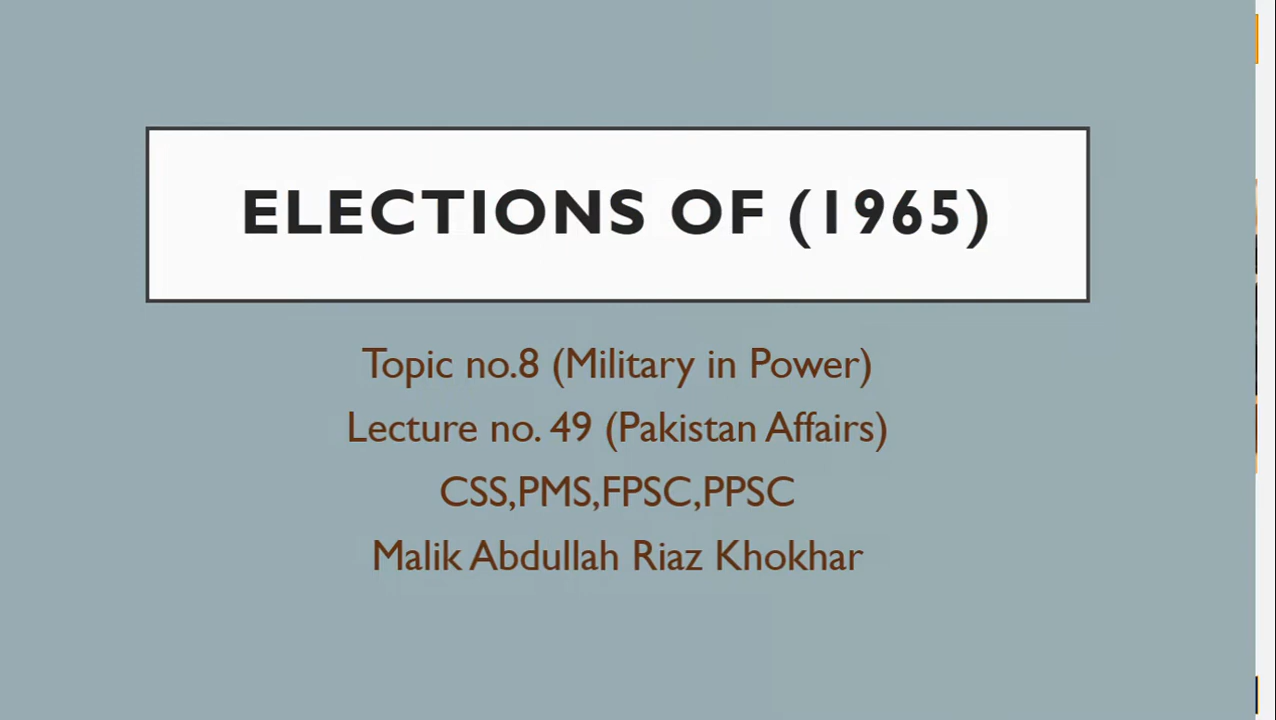 ELECTIONS OF (1965)
Topic no.8 (Military in Power)
Lecture no. 49 (Pakistan Affairs)
CSS,PMS,FPSC,PPSC
Malik Abdullah Riaz Khokhar